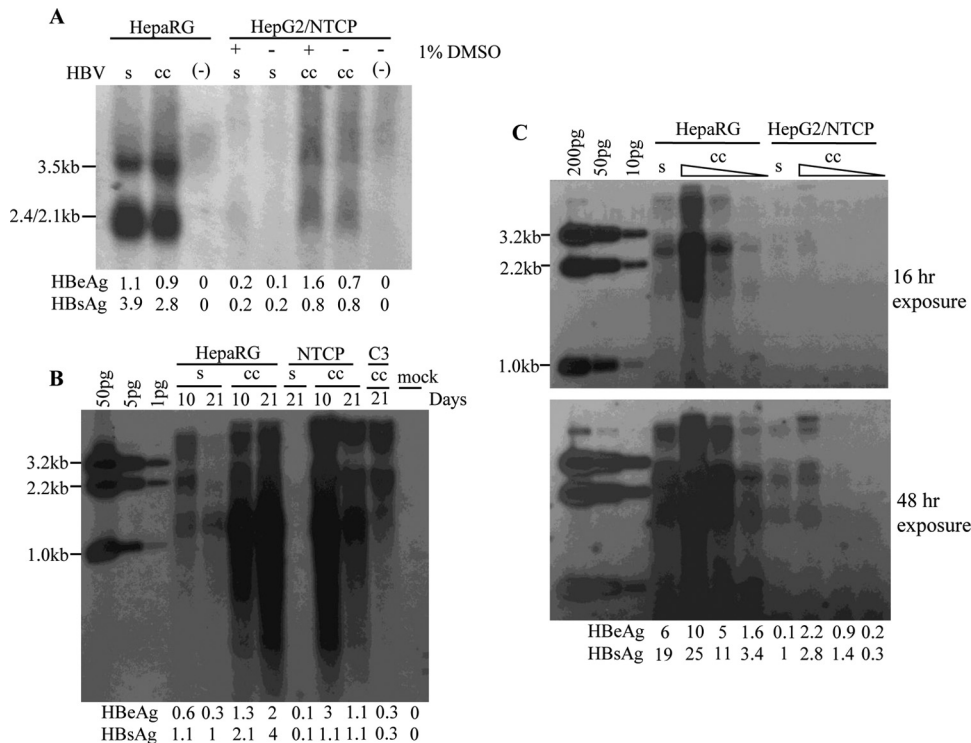 A
HepaRG HepG2/NTCP
+ - + - - 1% DMSO
HBV s cc (-) s s cc cc (-)
3.5kb
2.4/2.1kb
HBeAg 1.1 0.9 0 0.2 0.1 1.6 0.7 0
HBsAg 3.9 2.8 0 0.2 0.2 0.8 0.8 0
B
HepaRG NTCP C3
s cc s cc cc mock
50pg 5pg 1pg 10 21 10 21 21 10 21 21 Days
3.2kb
2.2kb
1.0kb
HBeAg 0.6 0.3 1.3 2 0.1 3 1.1 0.3 0
HBsAg 1.1 1 2.1 4 0.1 1.1 1.1 0.3 0
C
HepaRG HepG2/NTCP
200pg 50pg 10pg s cc s cc
3.2kb
2.2kb
1.0kb
16 hr
exposure
48 hr
exposure
HBeAg 6 10 5 1.6 0.1 2.2 0.9 0.2
HBsAg 19 25 11 3.4 1 2.8 1.4 0.3